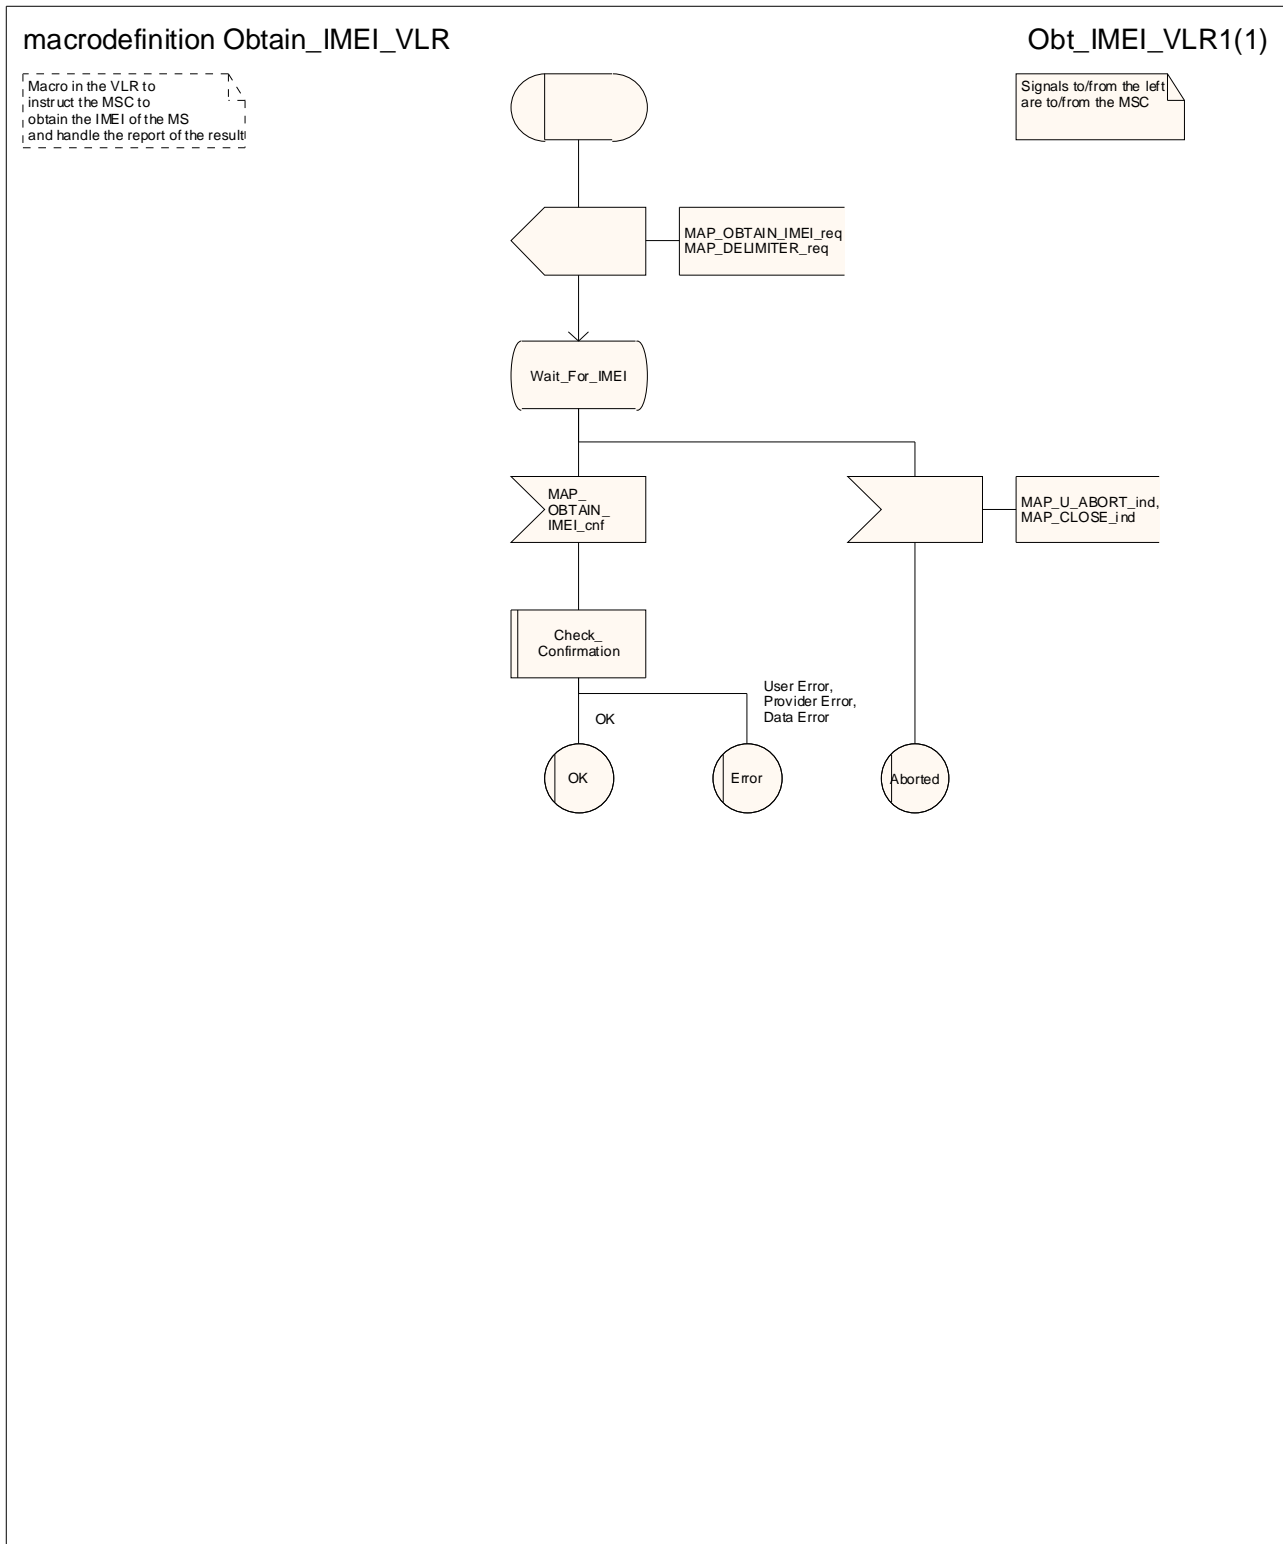 macrodefinition Obtain_IMEI_VLR
Obt_IMEI_VLR1(1)
Macro in the VLR to
instruct the MSC to
obtain the IMEI of the MS
and handle the report of the result
Signals to/from the left
are to/from the MSC
MAP_OBTAIN_IMEI_req
MAP_DELIMITER_req
Wait_For_IMEI
MAP_
OBTAIN_
IMEI_cnf
MAP_U_ABORT_ind,
MAP_CLOSE_ind
Check_
Confirmation
User Error,
Provider Error,
Data Error
OK
OK
Error
Aborted